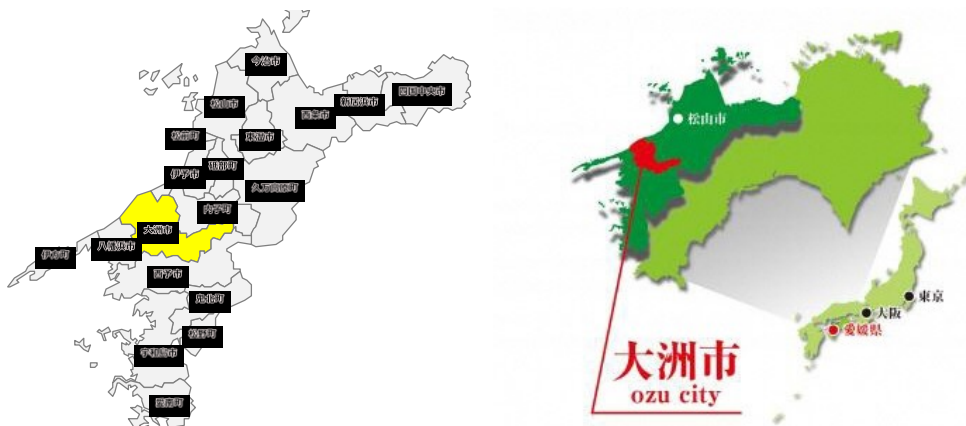 今治市
松山市
四国中央市
新居浜市
西条市
松前町
東温市
砥部町
伊予市
久万高原町
内子町
大洲市
八幡浜市
伊方町
西予市
鬼北町
松野町
宇和島市
愛南町
松山市
東京
大阪
愛媛県
大洲市
ozu city